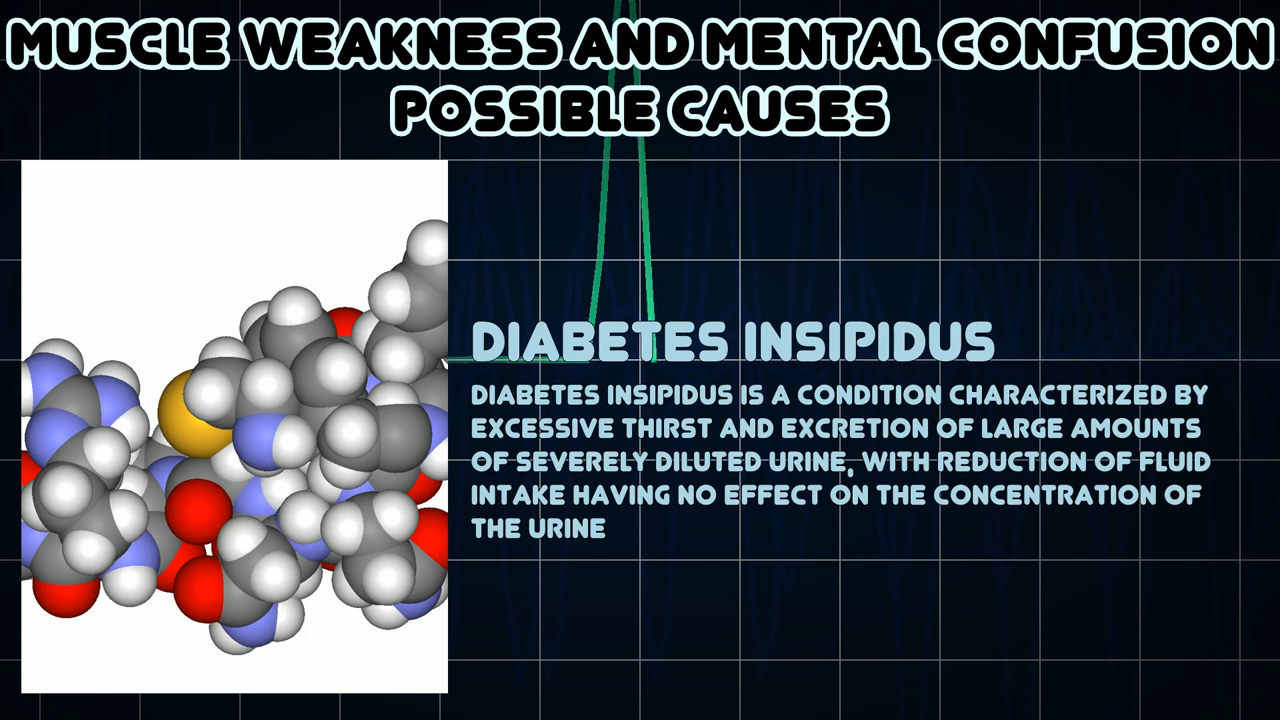 MUSCLE WEAKNESS AND MENTAL CONFUSION
POSSIBLE CAUSES
DIABETES INSIPIDUS
DIABETES INSIPIDUS IS A CONDITION CHARACTERIZED BY
EXCESSIVE THIRST AND EXCRETION OF LARGE AMOUNTS
OF SEVERELY DILUTED URINE, WITH REDUCTION OF FLUID
INTAKE HAVING NO EFFECT ON THE CONCENTRATION OF
THE URINE